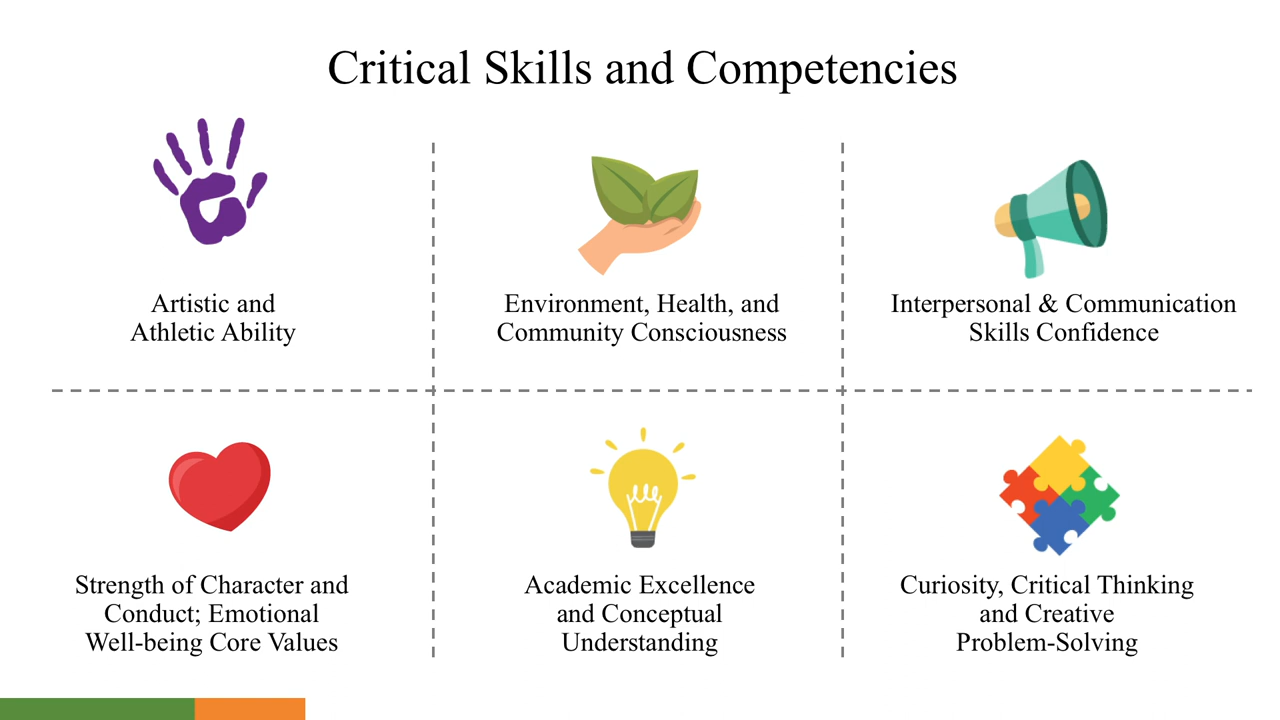 Critical Skills and Competencies
Artistic and
Athletic Ability
Environment, Health, and
Community Consciousness
Interpersonal & Communication
Skills Confidence
Strength of Character and
Conduct; Emotional
Well-being Core Values
Academic Excellence
and Conceptual
Understanding
Curiosity, Critical Thinking
and Creative
Problem-Solving